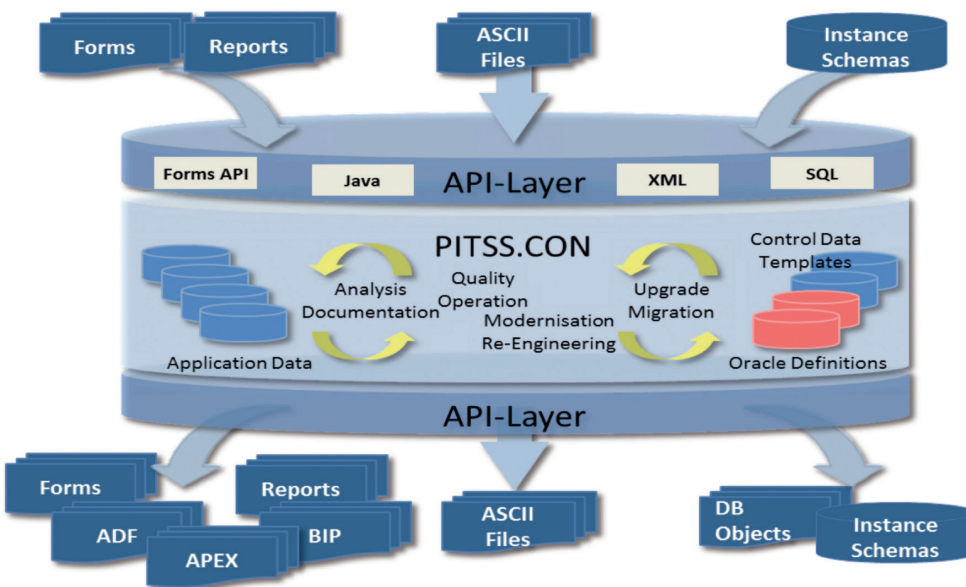 Forms
Reports
ASCII
Files
Instance
Schemas
Forms API
Java
API-Layer
XML
SQL
PITSS.CON
Control Data
Templates
Analysis
Documentation
Quality
Operation
Modernisation
Re-Engineering
Upgrade
Migration
Application Data
Oracle Definitions
API-Layer
Forms
Reports
ADF
BIP
APEX
ASCII
Files
DB
Objects
Instance
Schemas